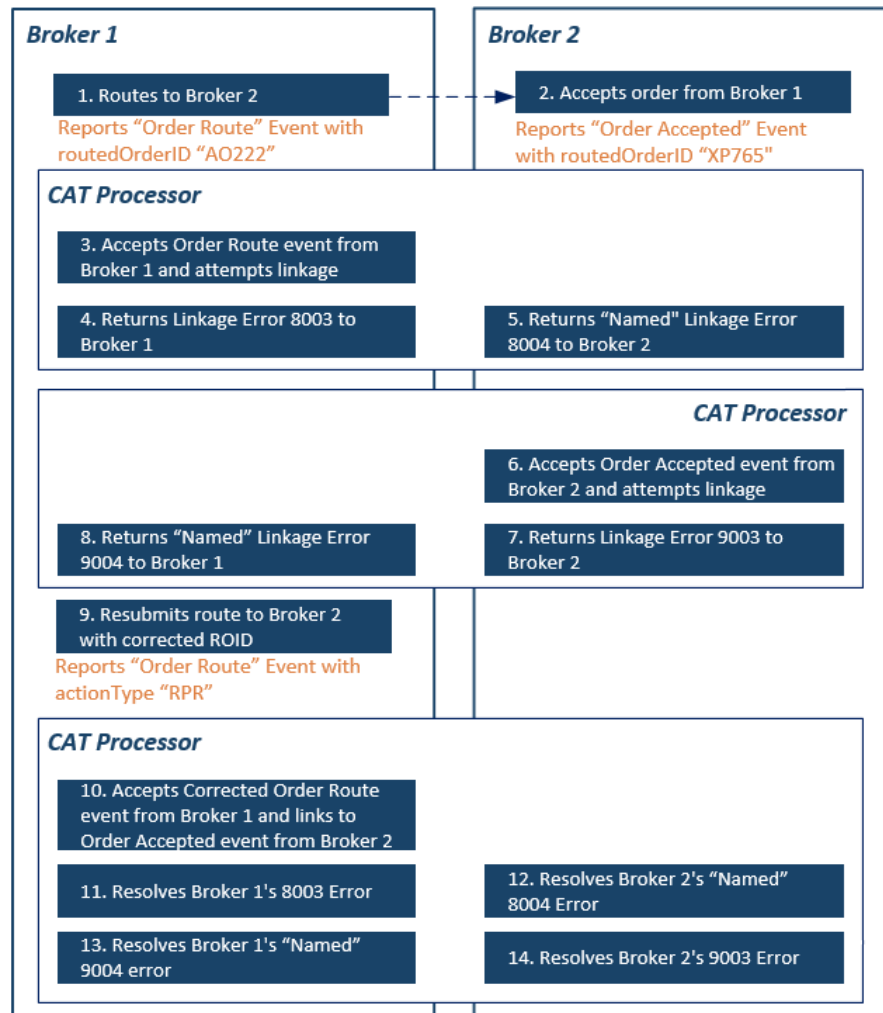 Broker 1
Broker 2
1. Routes to Broker 2
2. Accepts order from Broker 1
Reports “Order Route” Event with
routedOrderID “AO222”
Reports “Order Accepted” Event
with routedOrderID “XP765"
CAT Processor
3. Accepts Order Route event from
Broker 1 and attempts linkage
4. Returns Linkage Error 8003 to
Broker 1
5. Returns “Named" Linkage Error
8004 to Broker 2
CAT Processor
6. Accepts Order Accepted event from
Broker 2 and attempts linkage
8. Returns “Named” Linkage Error
9004 to Broker 1
7. Returns Linkage Error 9003 to
Broker 2
9. Resubmits route to Broker 2
with corrected ROID
Reports “Order Route” Event with
actionType “RPR”
CAT Processor
10. Accepts Corrected Order Route
event from Broker 1 and links to
Order Accepted event from Broker 2
11. Resolves Broker 1's 8003 Error
12. Resolves Broker 2's “Named”
8004 Error
13. Resolves Broker 1's “Named”
9004 error
14. Resolves Broker 2's 9003 Error